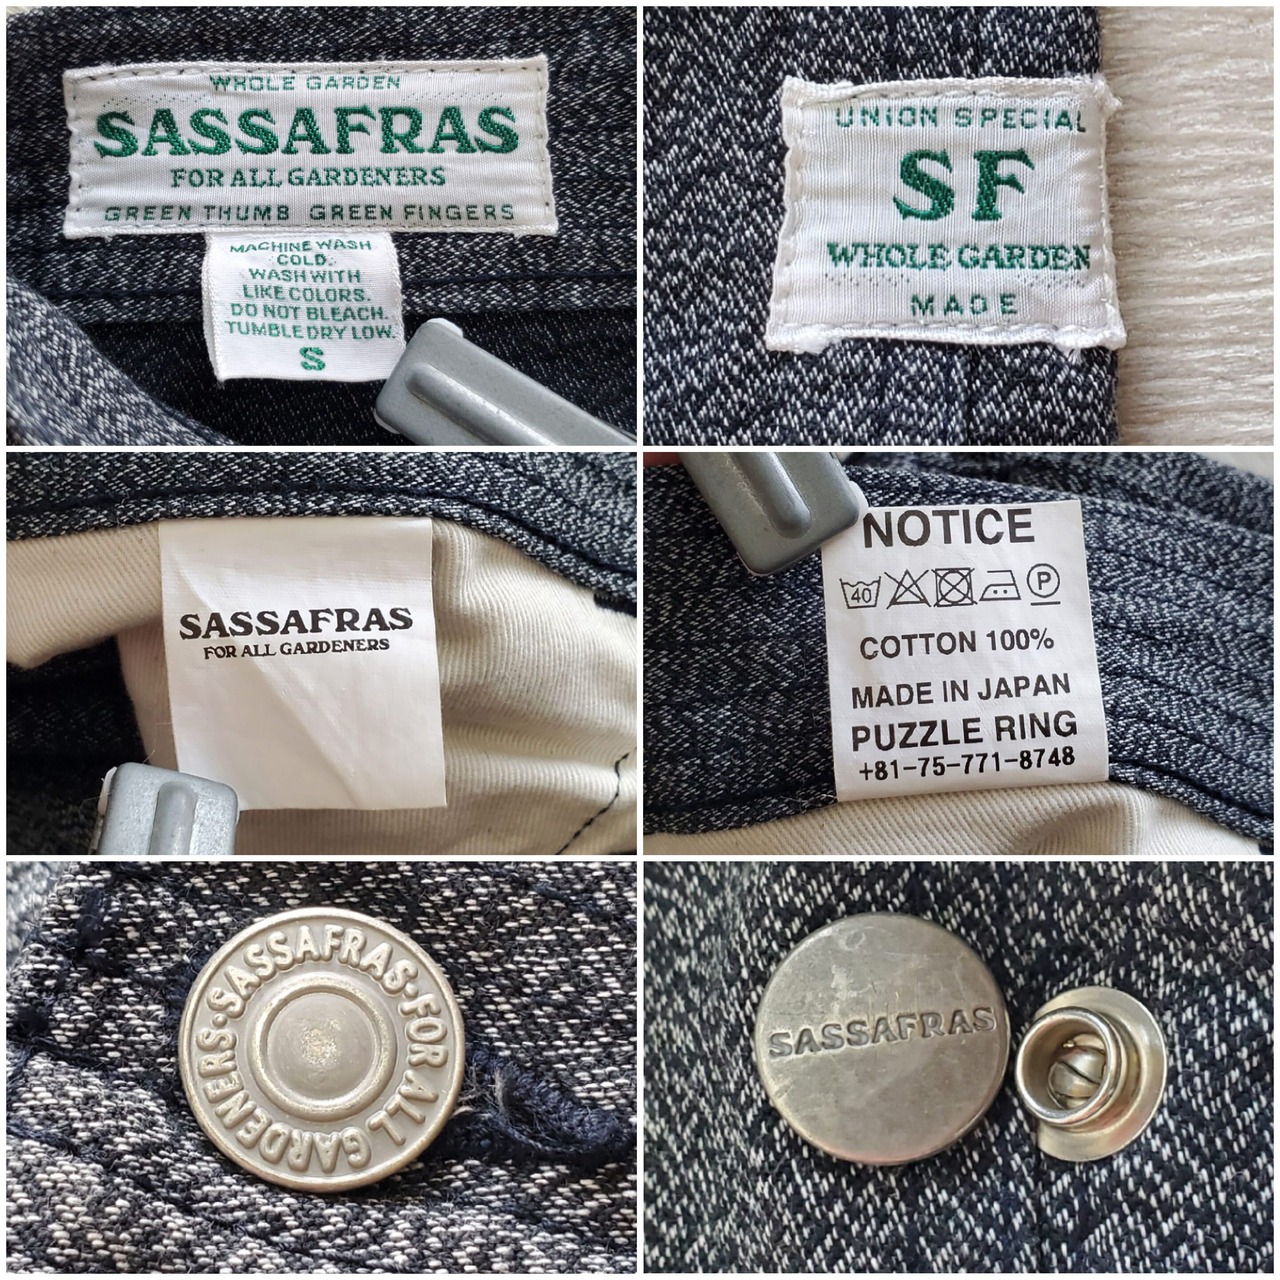 WHOLE GARDEN
SASSAFRAS
FOR ALL GARDENERS
GREEN THUMB GREEN FINGERS
MACHINE WASH
COLD.
WASH WITH
LIKE COLORS.
DO NOT BLEACH.
TUMBLE DRY LOW.
S
UNION SPECIAL
SF
WHOLE GARDEN
MADE
SASSAFRAS
FOR ALL GARDENERS
NOTICE
40 P
COTTON 100%
MADE IN JAPAN
PUZZLE RING
+81-75-771-8748
·SASSAFRAS·FOR ALL GARDENERS
SASSAFRAS